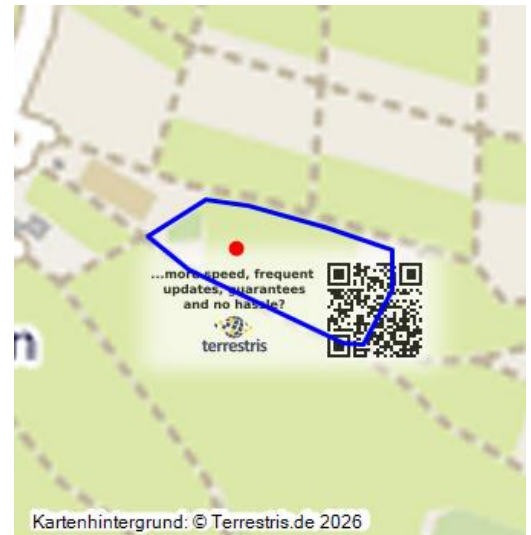 ...more speed, frequent
updates, guarantees
and no hassle?
terrestris
n
Kartenhintergrund: © Terrestris.de 2026